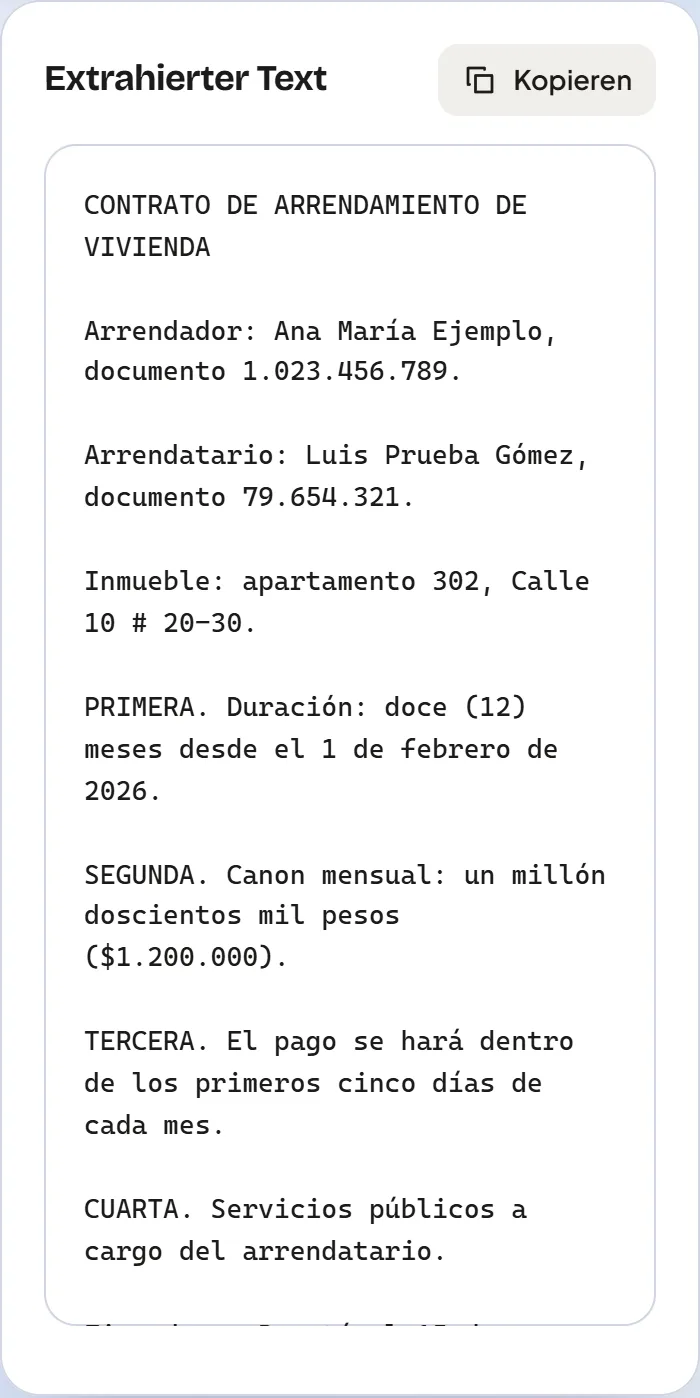 Extrahierter Text
Kopieren
CONTRATO DE ARRENDAMIENTO DE
VIVIENDA
Arrendador: Ana María Ejemplo,
documento 1.023.456.789.
Arrendatario: Luis Prueba Gómez,
documento 79.654.321.
Inmueble: apartamento 302, Calle
10 # 20-30.
PRIMERA. Duración: doce (12)
meses desde el 1 de febrero de
2026.
SEGUNDA. Canon mensual: un millón
doscientos mil pesos
($1.200.000).
TERCERA. El pago se hará dentro
de los primeros cinco días de
cada mes.
CUARTA. Servicios públicos a
cargo del arrendatario.